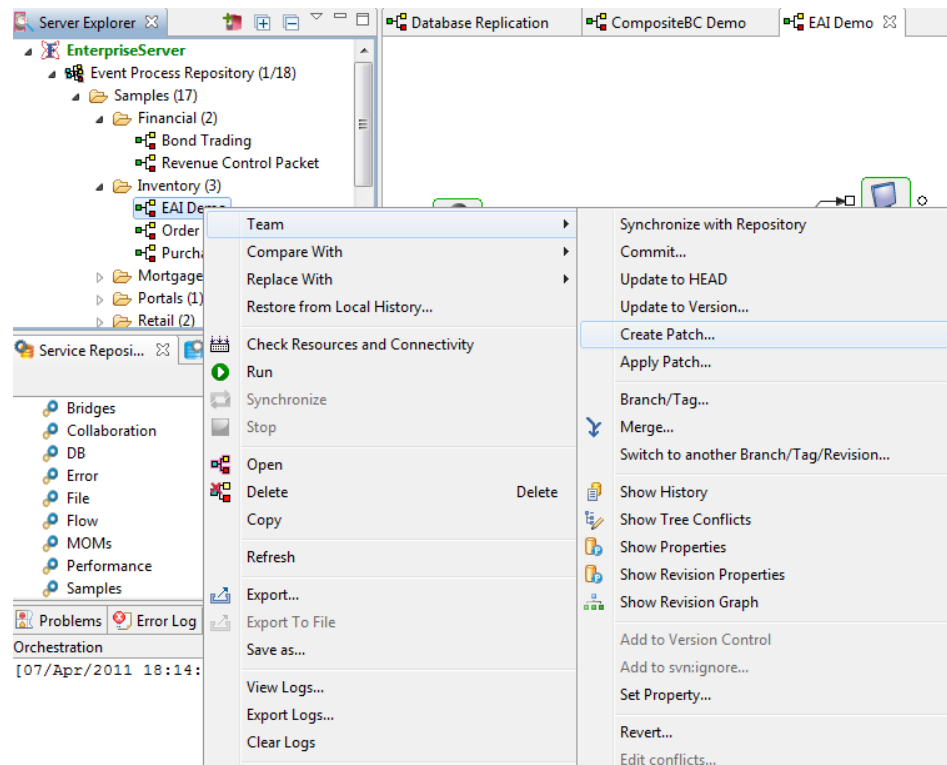 Server Explorer
Database Replication
CompositeBC Demo
EAI Demo
EnterpriseServer
Event Process Repository (1/18)
Samples (17)
Financial (2)
Bond Trading
Revenue Control Packet
Inventory (3)
EAI Demo
Order
Purcha
Mortgage
Portals (1)
Retail (2)
Service Reposi...
Bridges
Collaboration
DB
Error
File
Flow
MOMs
Performance
Samples
Problems
Error Log
Orchestration
[07/Apr/2011 18:14:
Team
Compare With
Replace With
Restore from Local History...
Check Resources and Connectivity
Run
Synchronize
Stop
Open
Delete Delete
Copy
Refresh
Export...
Export To File
Save as...
View Logs...
Export Logs...
Clear Logs
Synchronize with Repository
Commit...
Update to HEAD
Update to Version...
Create Patch...
Apply Patch...
Branch/Tag...
Merge...
Switch to another Branch/Tag/Revision...
Show History
Show Tree Conflicts
Show Properties
Show Revision Properties
Show Revision Graph
Add to Version Control
Add to svn:ignore...
Set Property...
Revert...
Edit conflicts...